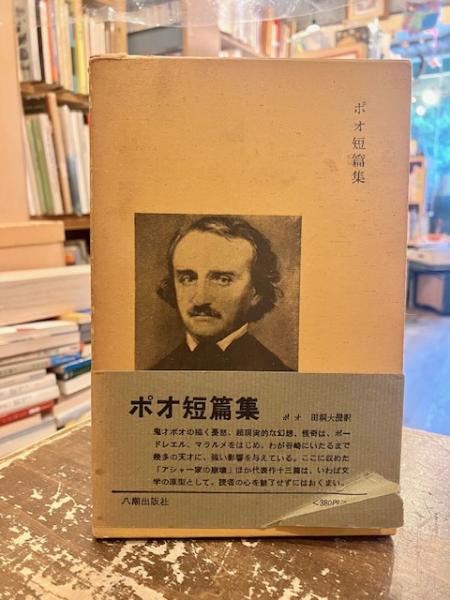 ポオ短篇集
ポオ短篇集
ポオ 田桐大澄訳
鬼才ポオの描く憂愁、超現実的な幻想、怪奇は、ボー
ドレエル、マラルメをはじめ、わが谷崎にいたるまで
幾多の天才に、強い影響を与えている。ここに収めた
「アシャー家の崩壊」ほか代表作十三篇は、いわば文
学の原型として、読者の心を魅了せずにはおくまい。
八潮出版社
<380円